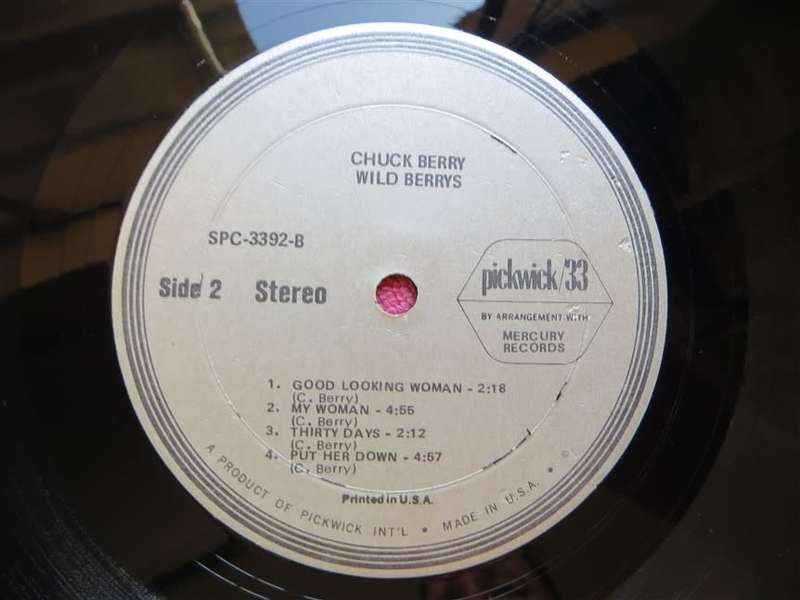 CHUCK BERRY
WILD BERRYS
SPC-3392-B
Side 2 Stereo
pickwick/33
BY ARRANGEMENT WITH
MERCURY
RECORDS
1. GOOD LOOKING WOMAN - 2:18
(C. Berry)
2. MY WOMAN - 4:55
(C. Berry)
3. THIRTY DAYS - 2:12
(C. Berry)
4. PUT HER DOWN - 4:57
(C. Berry)
Printed in U.S.A.
A PRODUCT OF PICKWICK INT'L • MADE IN U.S.A. • ©